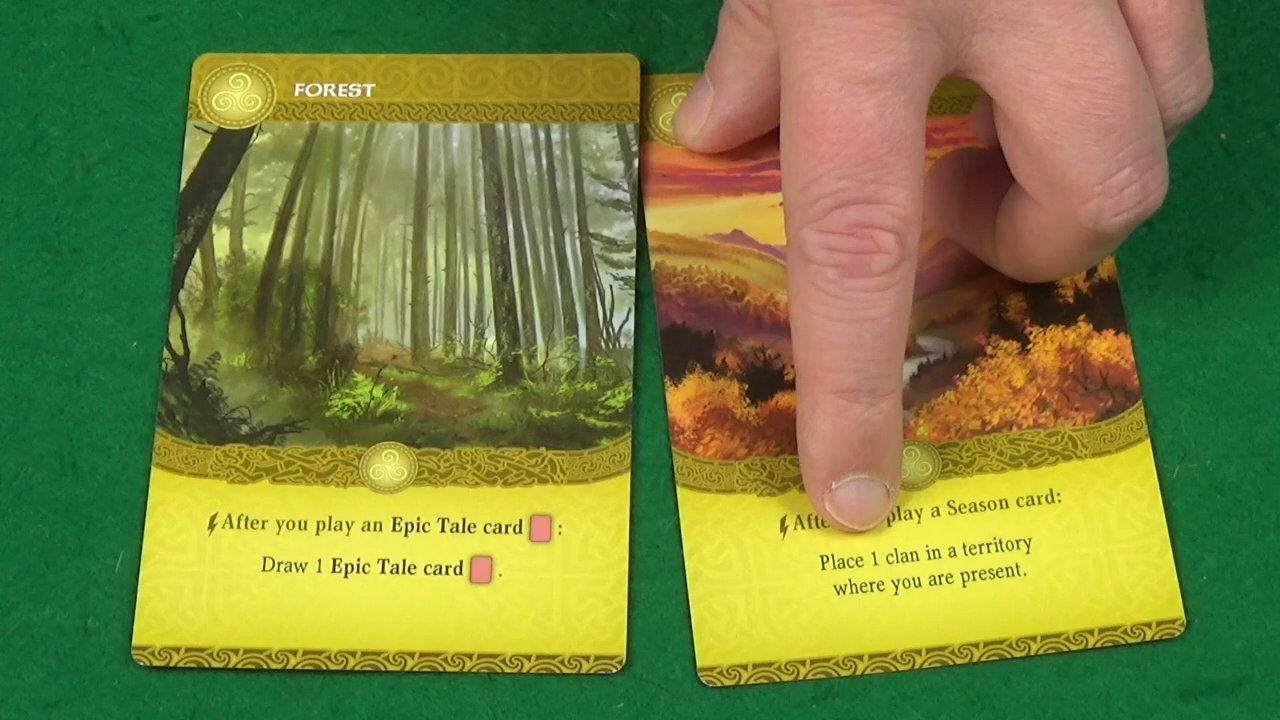 FOREST
After you play an Epic Tale card :
Draw 1 Epic Tale card .
play a Season card:
Place 1 clan in a territory
where you are present.